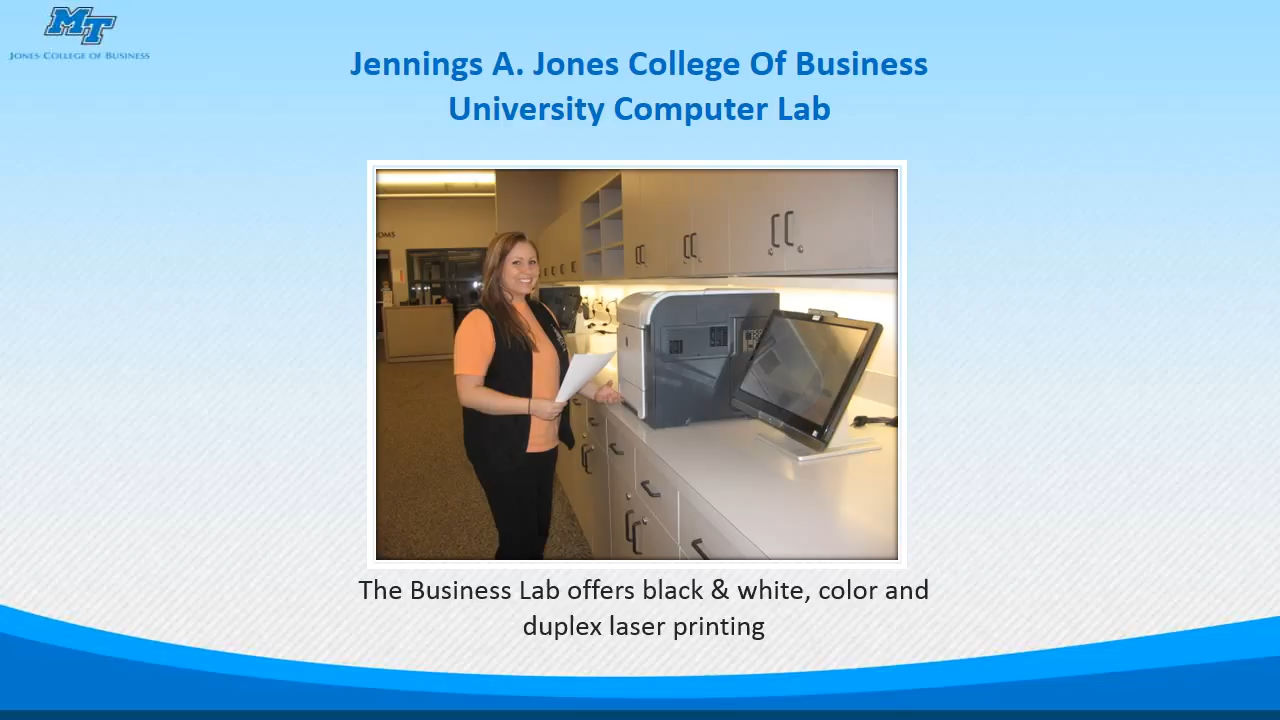 MT
JONES COLLEGE OF BUSINESS
Jennings A. Jones College Of Business
University Computer Lab
OMS
The Business Lab offers black & white, color and
duplex laser printing